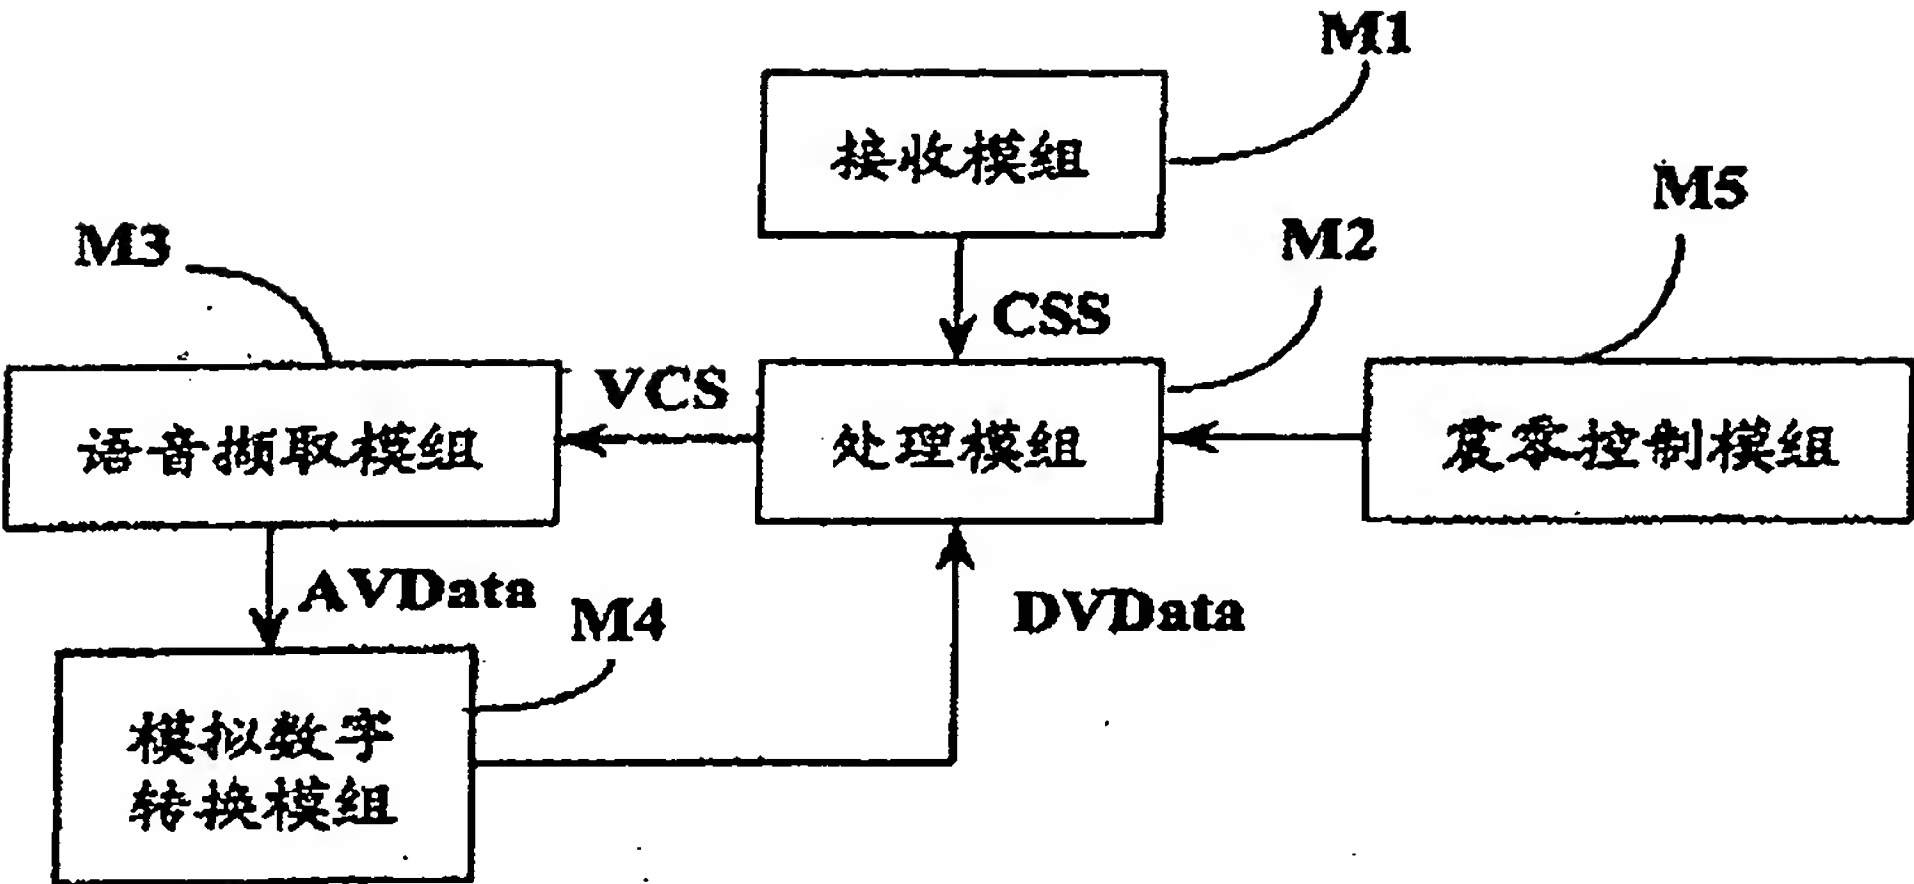 M1
接收模组
M5
M3
M2
CSS
VCS
语音撷取模组
处理模组
震零控制模组
AVData
M4
DVData
模拟数字
转换模组